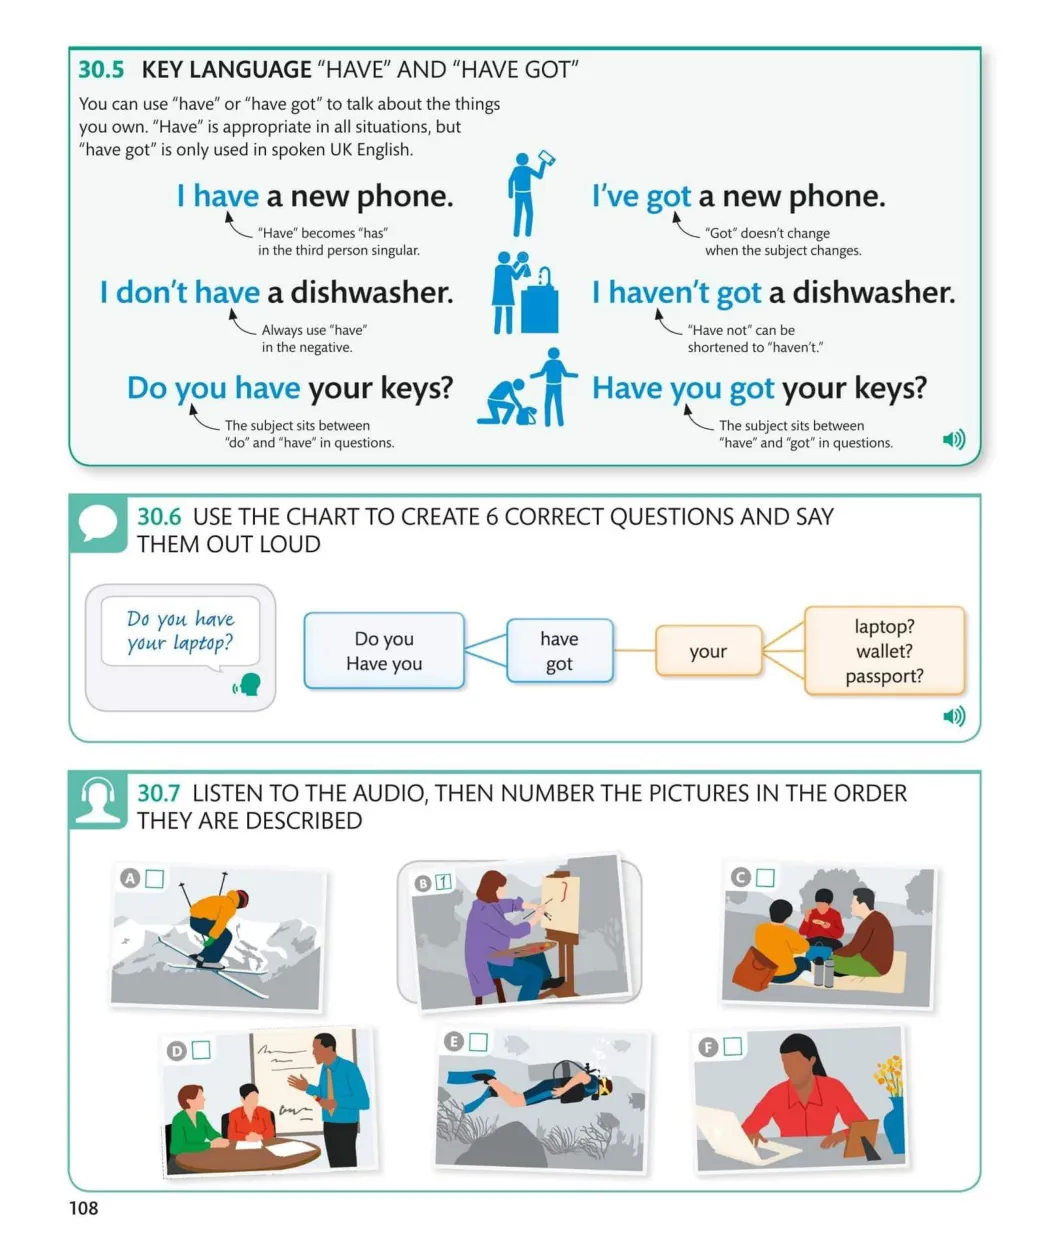 30.5 KEY LANGUAGE “HAVE” AND “HAVE GOT”
You can use “have” or “have got” to talk about the things
you own. “Have” is appropriate in all situations, but
“have got” is only used in spoken UK English.
I have a new phone.
“Have” becomes “has”
in the third person singular.
I’ve got a new phone.
“Got” doesn’t change
when the subject changes.
I don’t have a dishwasher.
Always use “have”
in the negative.
I haven’t got a dishwasher.
“Have not” can be
shortened to “haven’t.”
Do you have your keys?
The subject sits between
“do” and “have” in questions.
Have you got your keys?
The subject sits between
“have” and “got” in questions.
30.6 USE THE CHART TO CREATE 6 CORRECT QUESTIONS AND SAY
THEM OUT LOUD
Do you have
your laptop?
Do you
Have you
have
got
your
laptop?
wallet?
passport?
30.7 LISTEN TO THE AUDIO, THEN NUMBER THE PICTURES IN THE ORDER
THEY ARE DESCRIBED
A
B 1
C
D
E
F
108